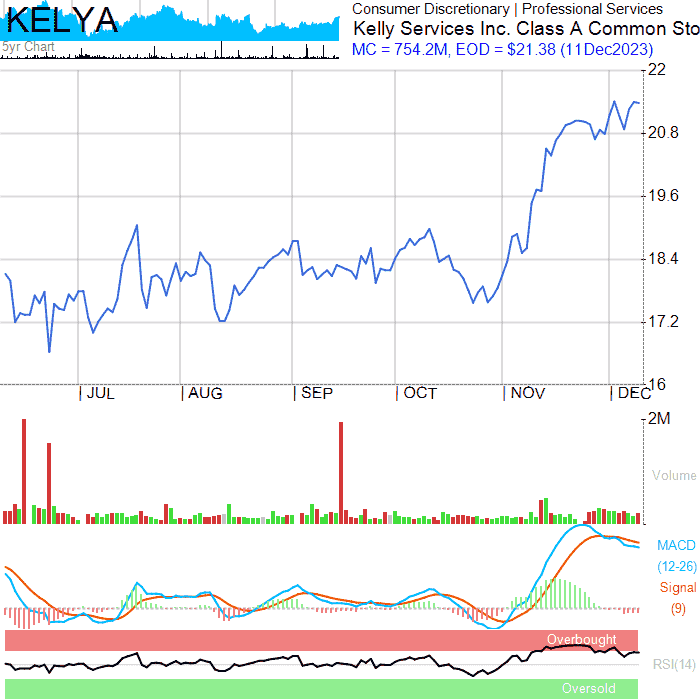 KELYA
5yr Chart
Consumer Discretionary | Professional Services
Kelly Services Inc. Class A Common Sto
MC = 754.2M, EOD = $21.38 (11Dec2023)
22
20.8
19.6
18.4
17.2
16
JUL AUG SEP OCT NOV DEC
2M
Volume
MACD
(12-26)
Signal
(9)
Overbought
RSI(14)
Oversold